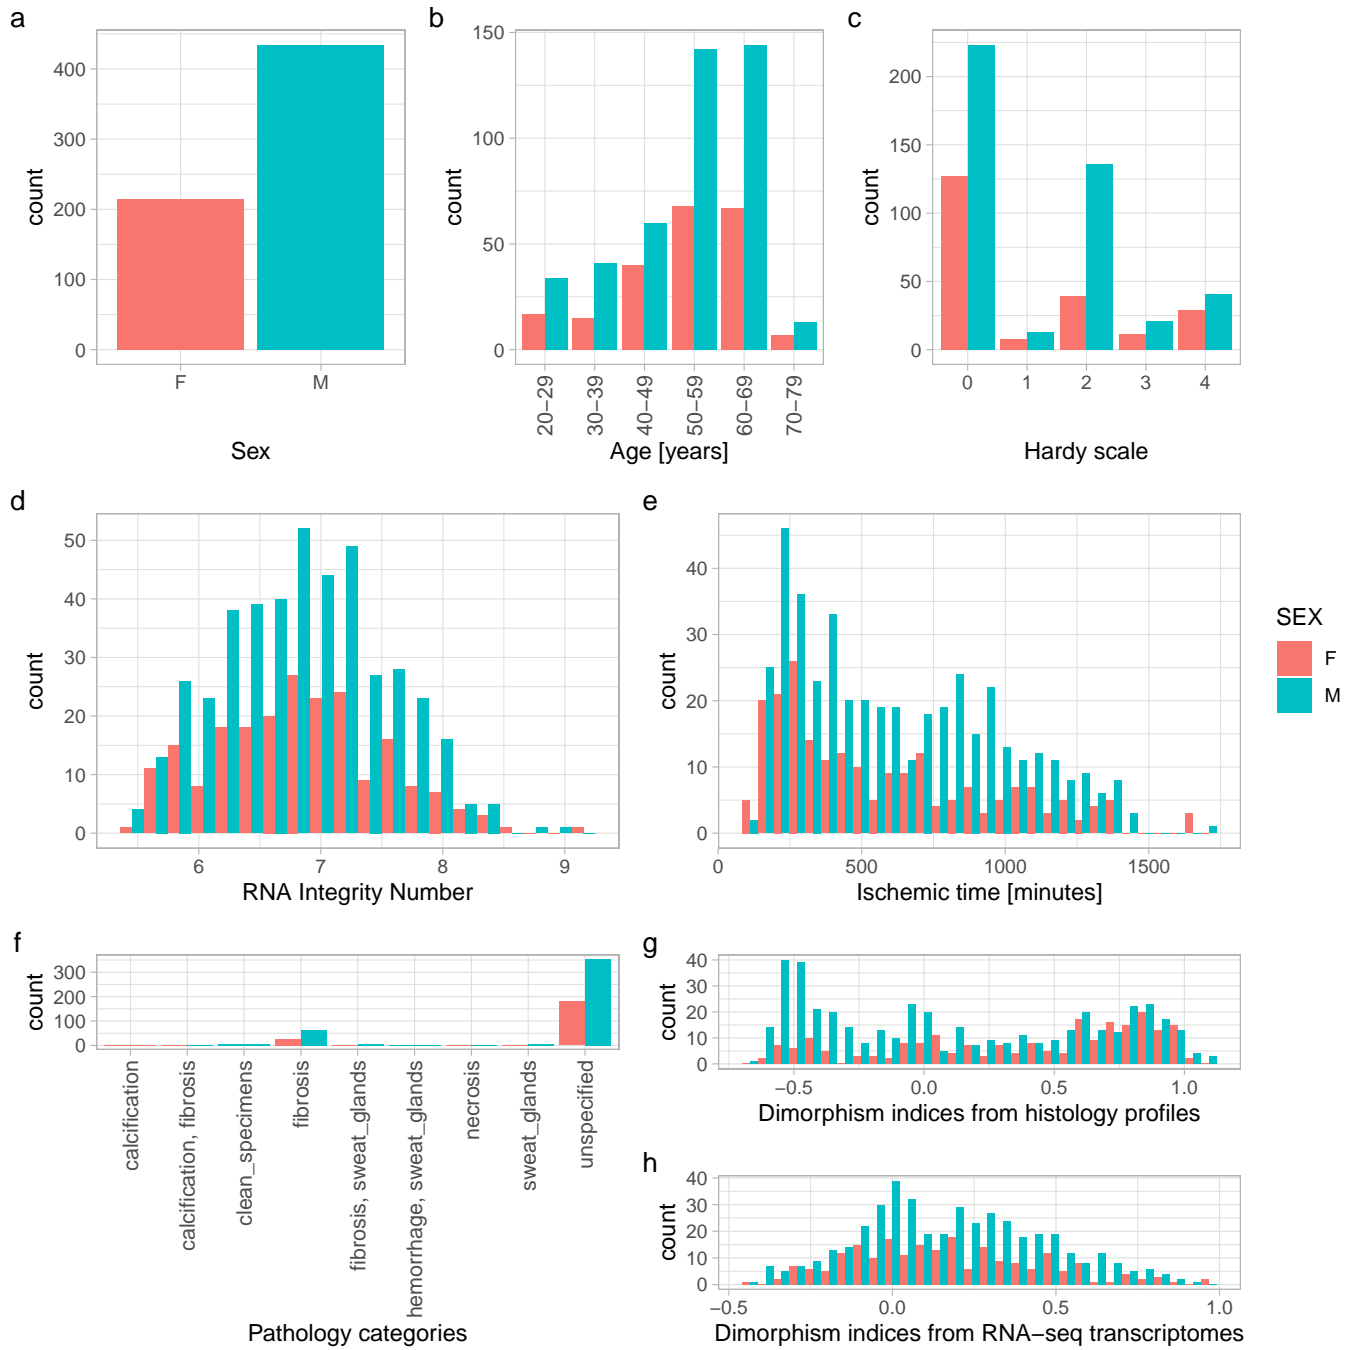 a
400
300
200
100
0
count
F
M
Sex
b
150
100
50
0
count
20−29
30−39
40−49
50−59
60−69
70−79
Age [years]
c
200
150
100
50
0
count
0
1
2
3
4
Hardy scale
d
50
40
30
20
10
0
count
6
7
8
9
RNA Integrity Number
e
40
30
20
10
0
count
0
500
1000
1500
Ischemic time [minutes]
SEX
F
M
f
300
200
100
0
count
calcification
calcification, fibrosis
clean_specimens
fibrosis
fibrosis, sweat_glands
hemorrhage, sweat_glands
necrosis
sweat_glands
unspecified
Pathology categories
g
40
30
20
10
0
count
−0.5
0.0
0.5
1.0
Dimorphism indices from histology profiles
h
40
30
20
10
0
count
−0.5
0.0
0.5
1.0
Dimorphism indices from RNA−seq transcriptomes